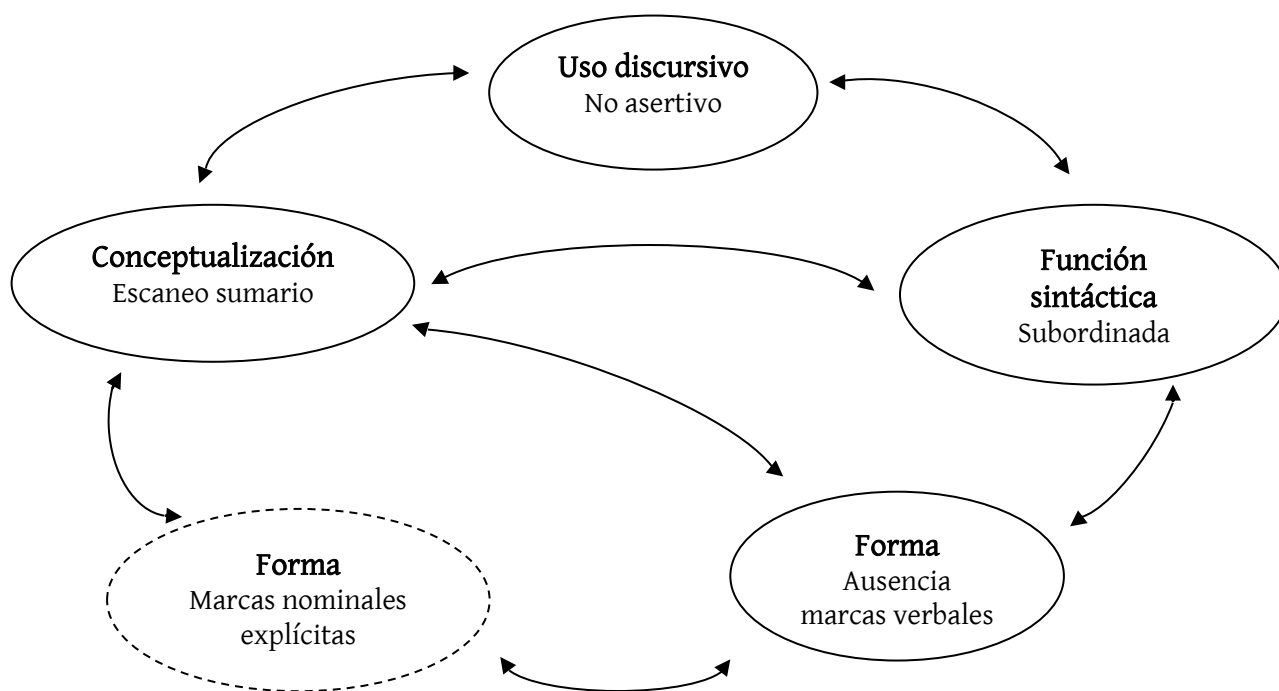 Uso discursivo
No asertivo
Conceptualización
Escaneo sumario
Función
sintáctica
Subordinada
Forma
Marcas nominales
explícitas
Forma
Ausencia
marcas verbales